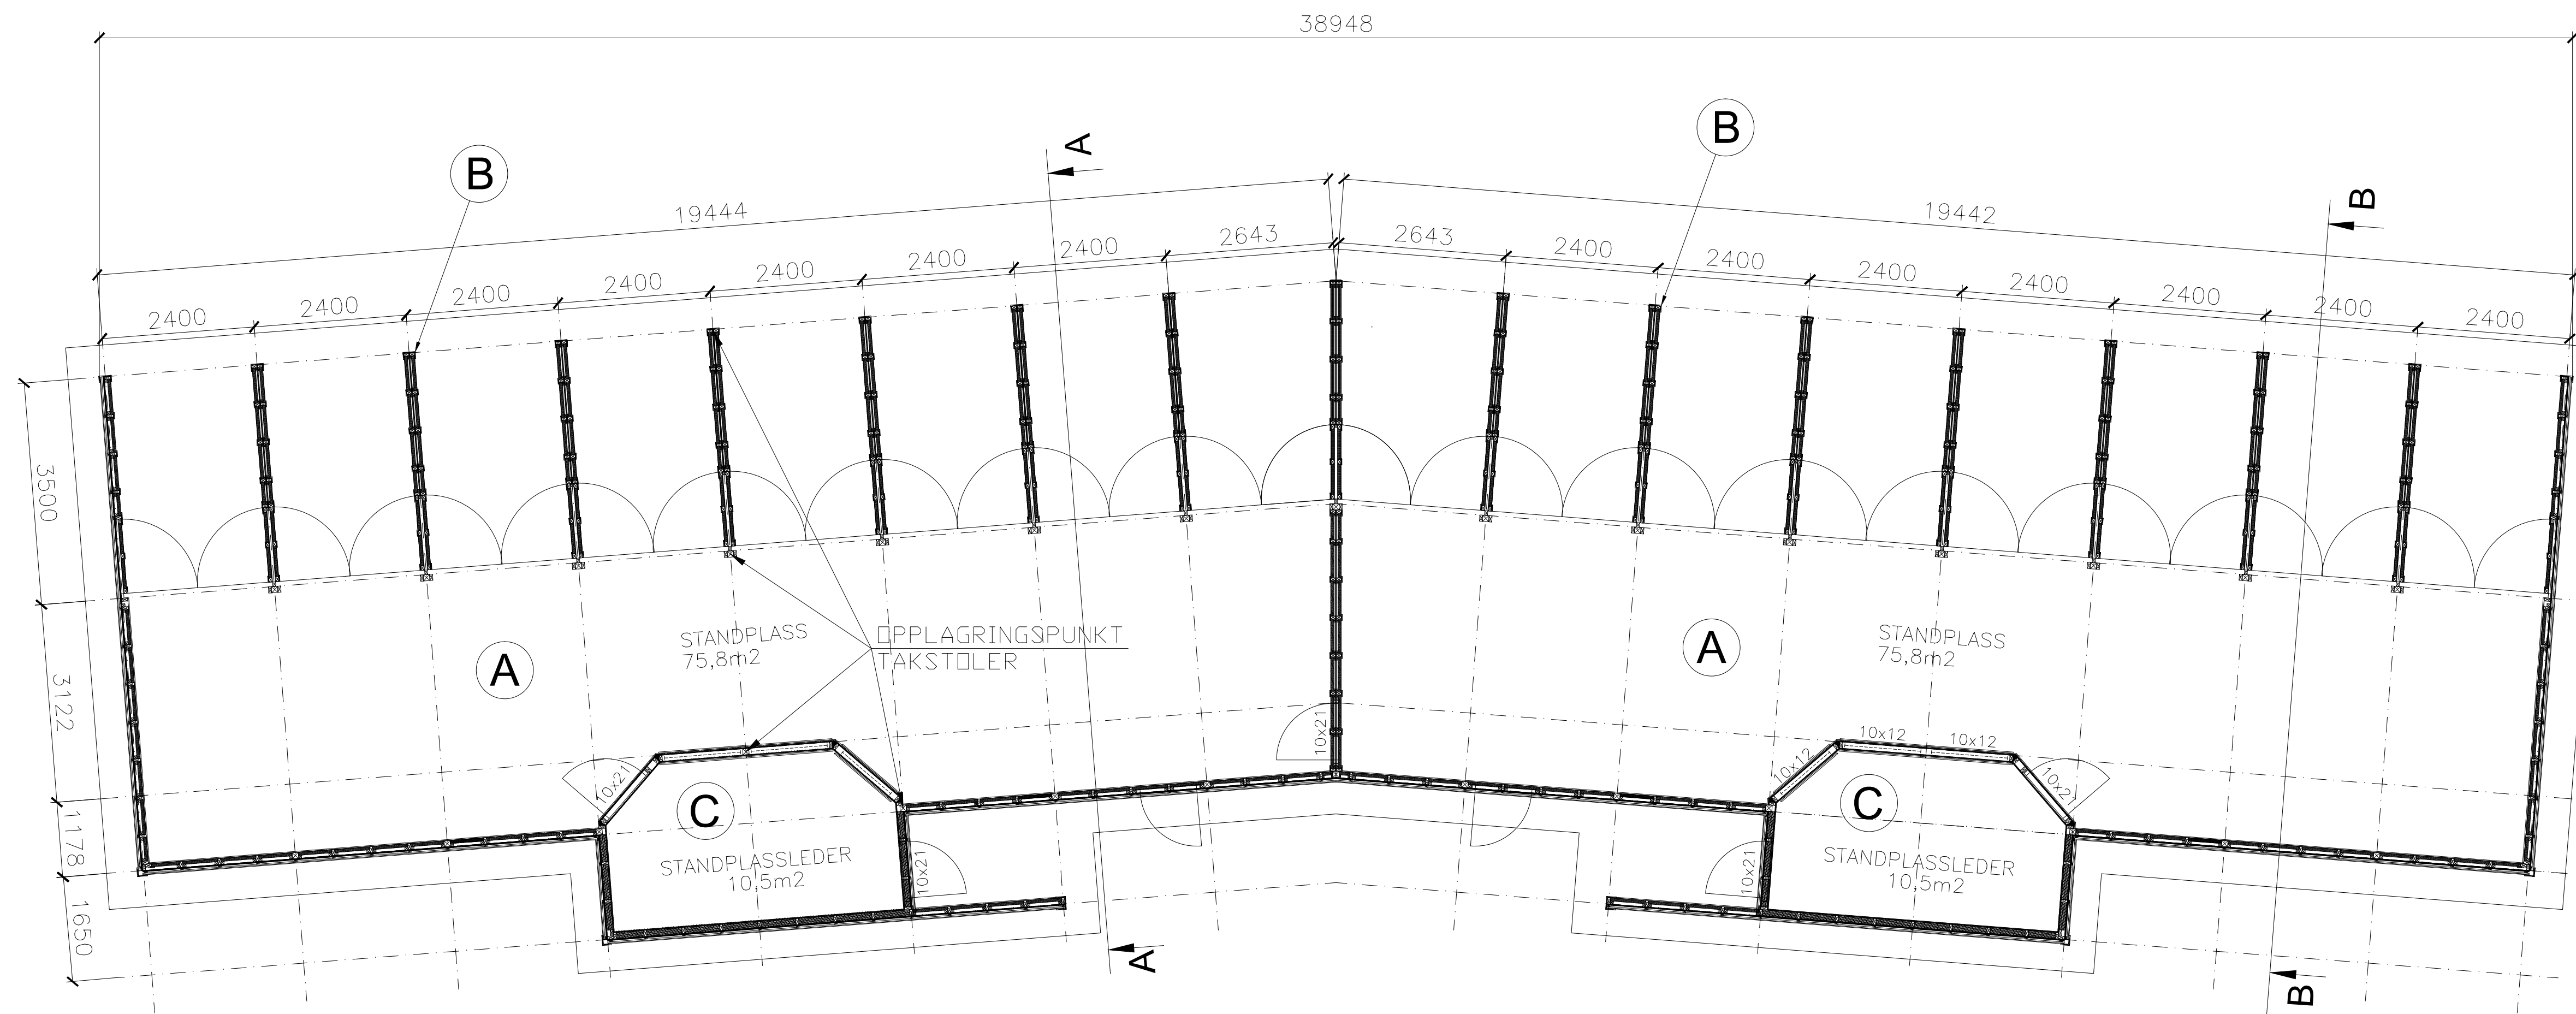 38948
B
A
B
B
19444
19442
2400
2400
2400
2400
2400
2400
2400
2643
2643
2400
2400
2400
2400
2400
2400
2400
3500
3122
1178
1650
A
STANDPLASS
75,8m2
OPPLAGRINGSPUNKT
TAKSTOLER
A
STANDPLASS
75,8m2
10x21
10x21
C
STANDPLASSLEDER
10,5m2
10x21
10x12
10x12
10x12
10x21
C
STANDPLASSLEDER
10,5m2
10x21
A
B